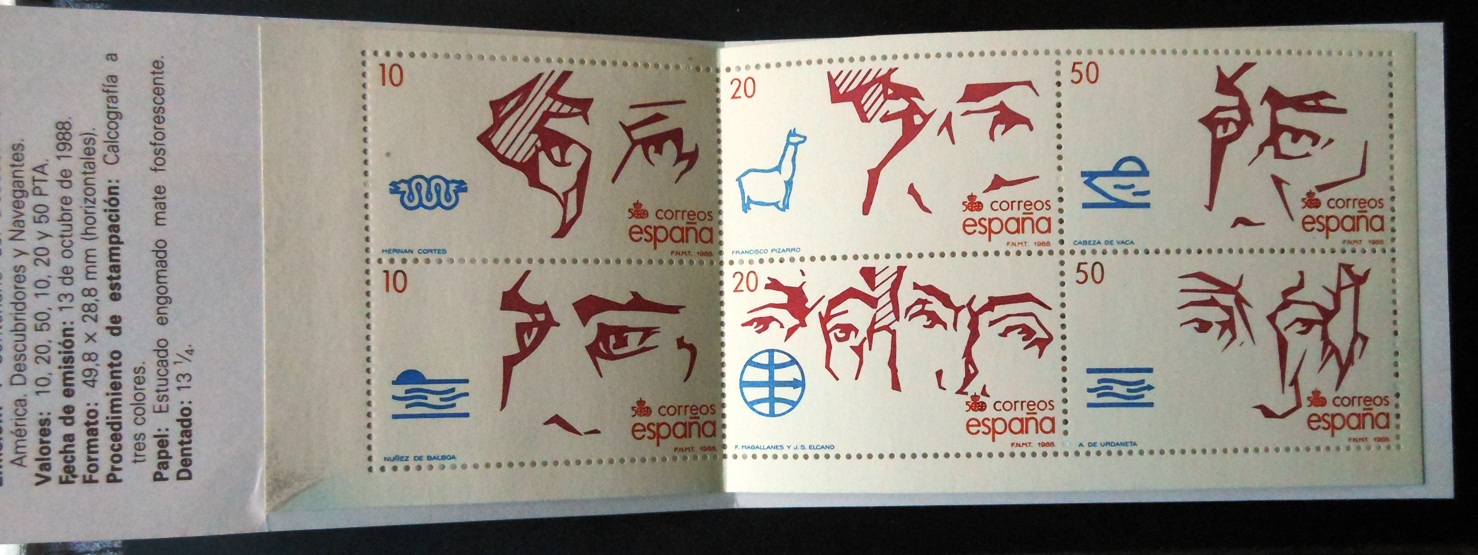 América. Descubridores y Navegantes.
Valores: 10, 20, 50, 10, 20 y 50 PTA.
Fecha de emisión: 13 de octubre de 1988.
Formato: 49,8 × 28,8 mm (horizontales).
Procedimiento de estampación: Calcografía a
tres colores.
Papel: Estucado engomado mate fosforescente.
Dentado: 13 ¼.
10
correos
españa
HERNAN CORTES
F.N.M.T. 1988
20
correos
españa
FRANCISCO PIZARRO
F.N.M.T. 1988
50
correos
españa
CABEZA DE VACA
F.N.M.T. 1988
10
correos
españa
NUÑEZ DE BALBOA
F.N.M.T. 1988
20
correos
españa
F. MAGALLANES Y J. S. ELCANO
F.N.M.T. 1988
50
correos
españa
A. DE URDANETA
F.N.M.T. 1988